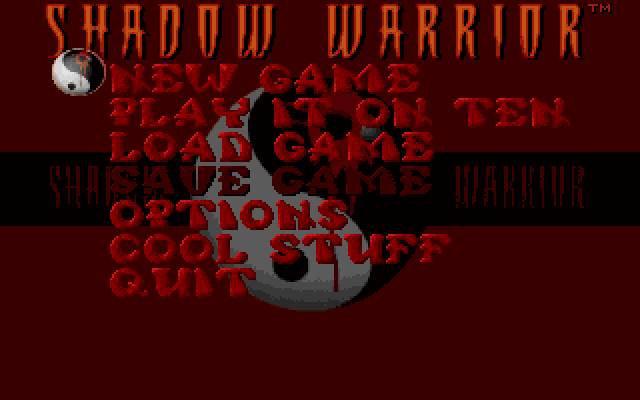 SHADOW WARRIOR™
NEW GAME
PLAY IT ON TEN
LOAD GAME
SAVE GAME
SHADOW WARRIOR
OPTIONS
COOL STUFF
QUIT